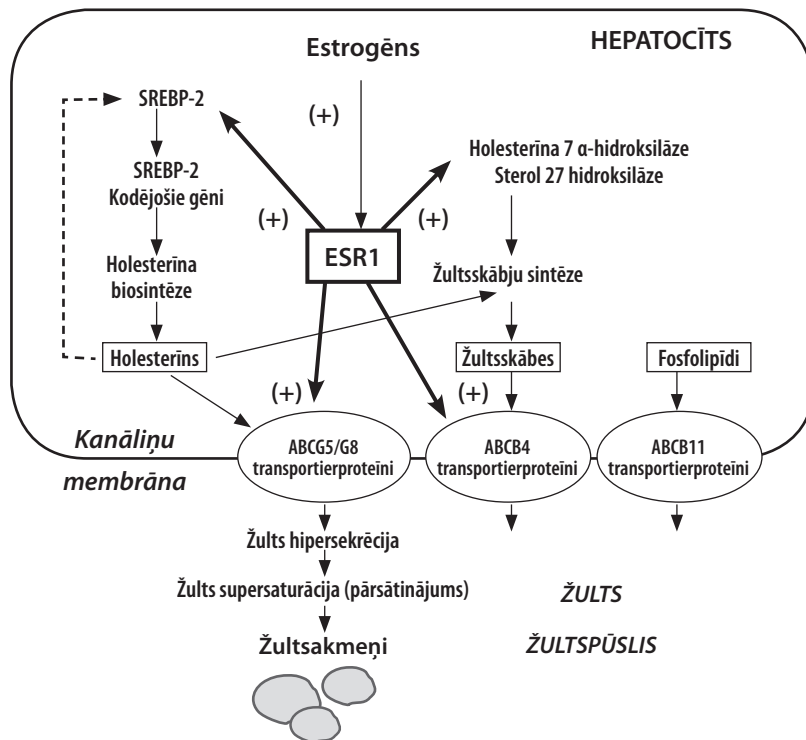 HEPATOCĪTS
Estrogēns
(+)
SREBP-2
SREBP-2
Kodējošie gēni
Holesterīna
biosintēze
Holesterīns
(+)
ESR1
(+)
Holesterīna 7 α-hidroksilāze
Sterol 27 hidroksilāze
Žultsskābju sintēze
Žultsskābes
Fosfolipīdi
(+)
(+)
Kanāliņu
membrāna
ABCG5/G8
transportierproteīni
ABCB4
transportierproteīni
ABCB11
transportierproteīni
Žults hipersekrēcija
Žults supersaturācija (pārsātinājums)
Žultsakmeņi
ŽULTS
ŽULTSPŪSLIS